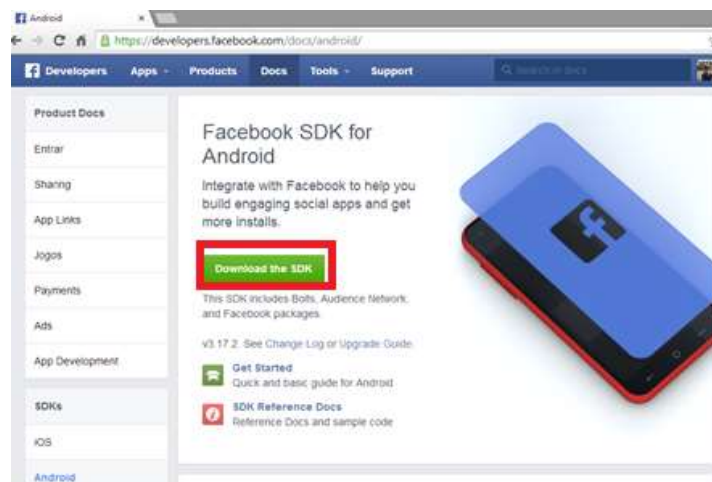 Android
https://developers.facebook.com/docs/android/
Developers Apps Products Docs Tools Support Search in docs
Product Docs
Entrar
Sharing
App Links
Jogos
Payments
Ads
App Development
SDKs
iOS
Android
Facebook SDK for
Android
Integrate with Facebook to help you
build engaging social apps and get
more installs.
Download the SDK
This SDK includes Bolts, Audience Network,
and Facebook packages.
v3.17.2. See Change Log or Upgrade Guide.
Get Started
Quick and basic guide for Android
SDK Reference Docs
Reference Docs and sample code